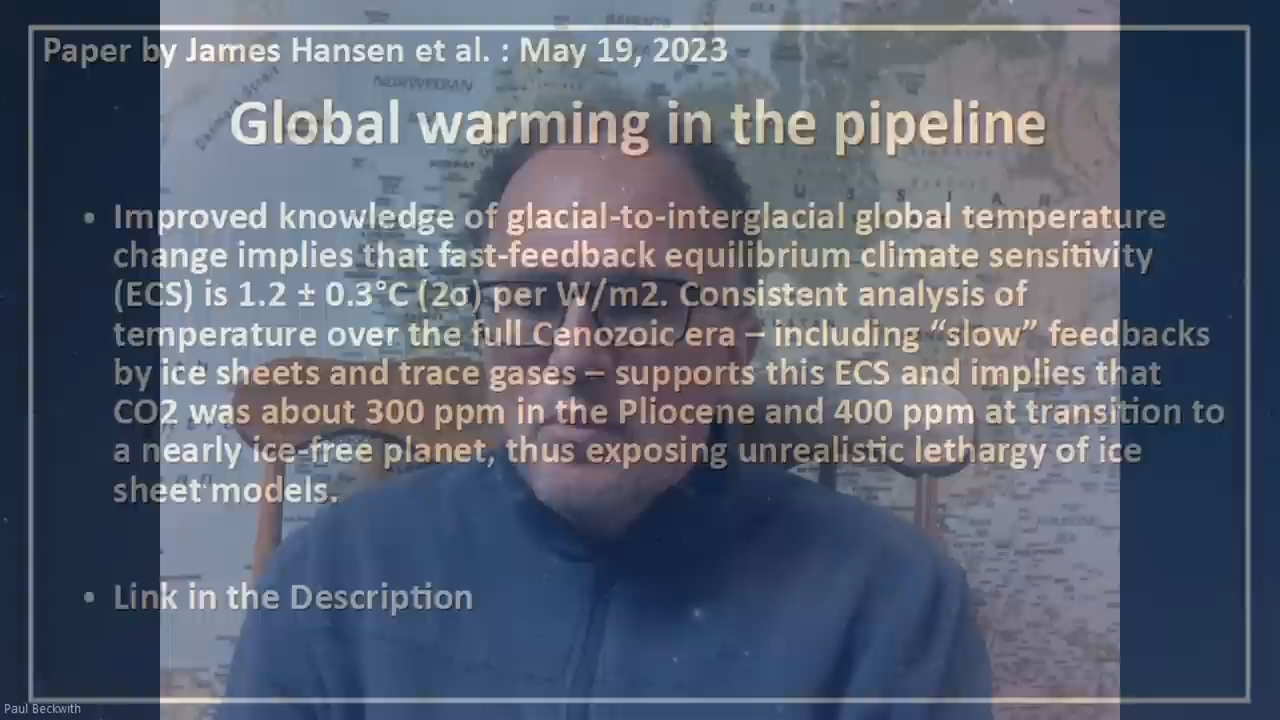 Paper by James Hansen et al. : May 19, 2023
Global warming in the pipeline
• Improved knowledge of glacial-to-interglacial global temperature
change implies that fast-feedback equilibrium climate sensitivity
(ECS) is 1.2 ± 0.3°C (2σ) per W/m2. Consistent analysis of
temperature over the full Cenozoic era – including “slow” feedbacks
by ice sheets and trace gases – supports this ECS and implies that
CO2 was about 300 ppm in the Pliocene and 400 ppm at transition to
a nearly ice-free planet, thus exposing unrealistic lethargy of ice
sheet models.
• Link in the Description
Paul Beckwith